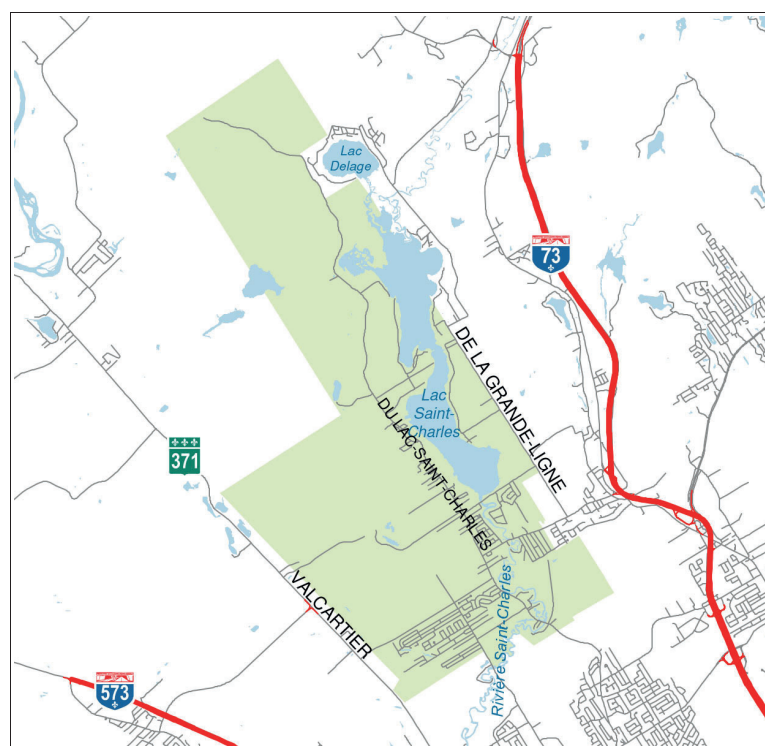 Lac
Delage
73
DE LA GRANDE-LIGNE
Lac
Saint-
Charles
DU LAC-SAINT-CHARLES
371
VALCARTIER
Rivière Saint-Charles
573